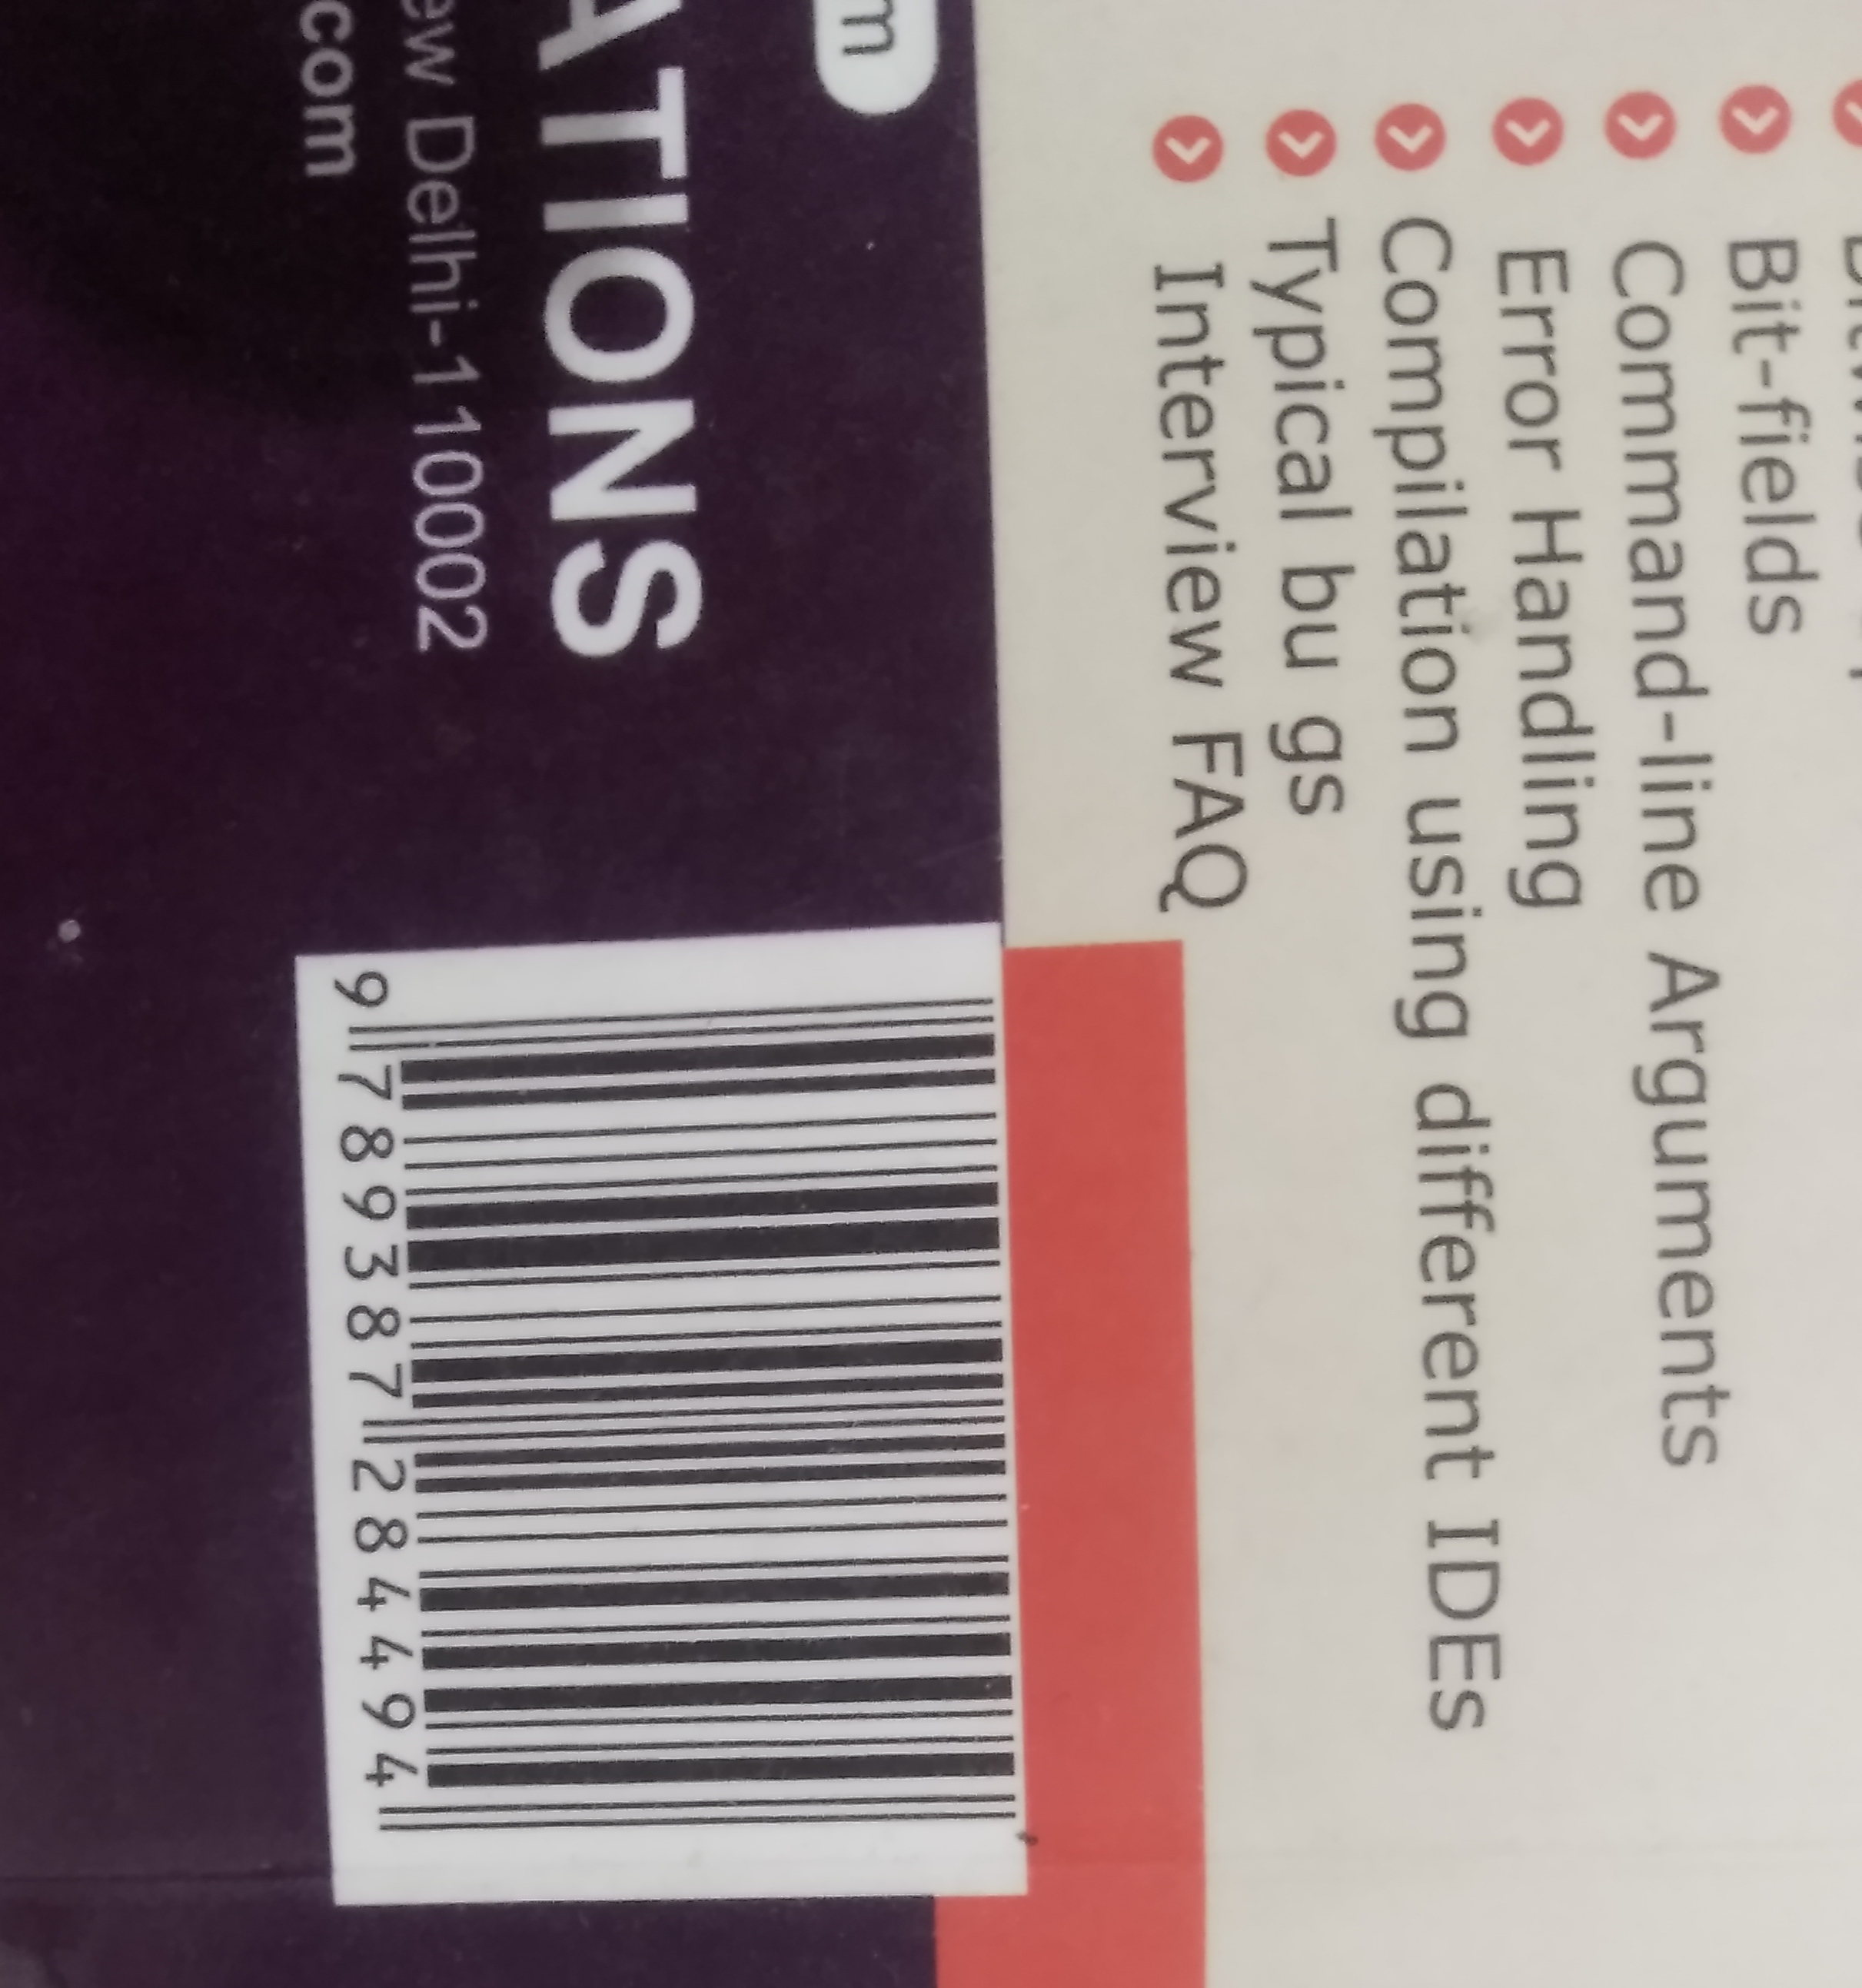 Bit-fields
Command-line Arguments
Error Handling
Compilation using different IDEs
Typical bu gs
Interview FAQ
m
ATIONS
ew Delhi-110002
com
9 789387 284494